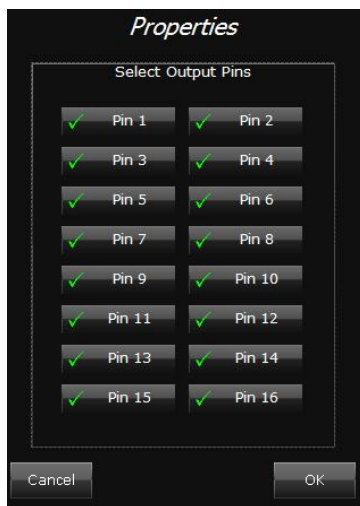 Properties
Select Output Pins
Pin 1 Pin 2
Pin 3 Pin 4
Pin 5 Pin 6
Pin 7 Pin 8
Pin 9 Pin 10
Pin 11 Pin 12
Pin 13 Pin 14
Pin 15 Pin 16
Cancel OK